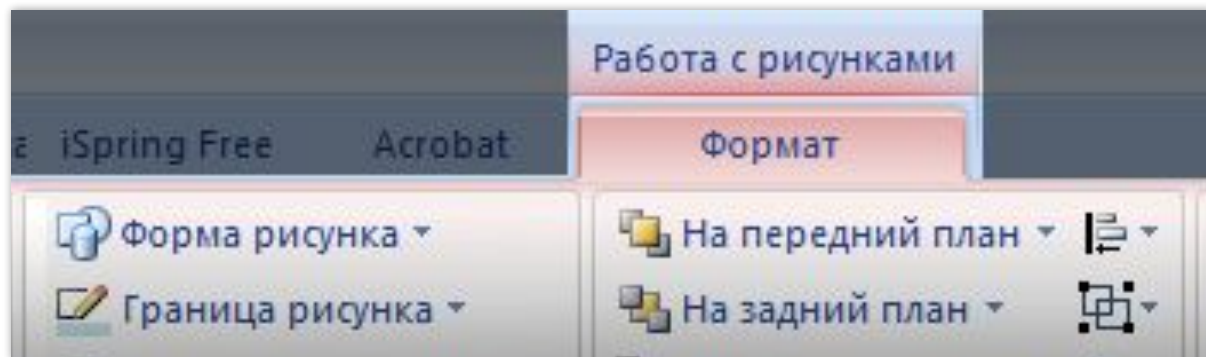 Работа с рисунками
iSpring Free Acrobat Формат
Форма рисунка На передний план
Граница рисунка На задний план